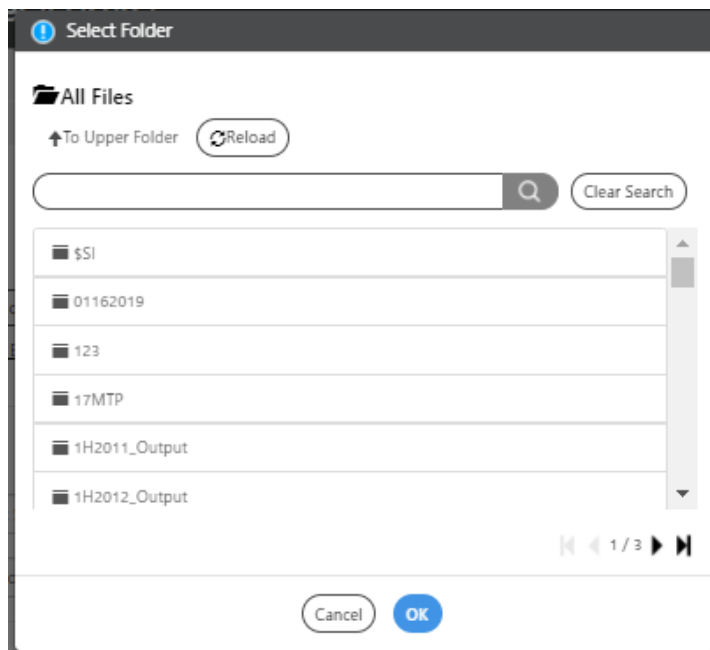 Select Folder
All Files
To Upper Folder Reload
Clear Search
$SI
01162019
123
17MTP
1H2011_Output
1H2012_Output
1 / 3
Cancel OK